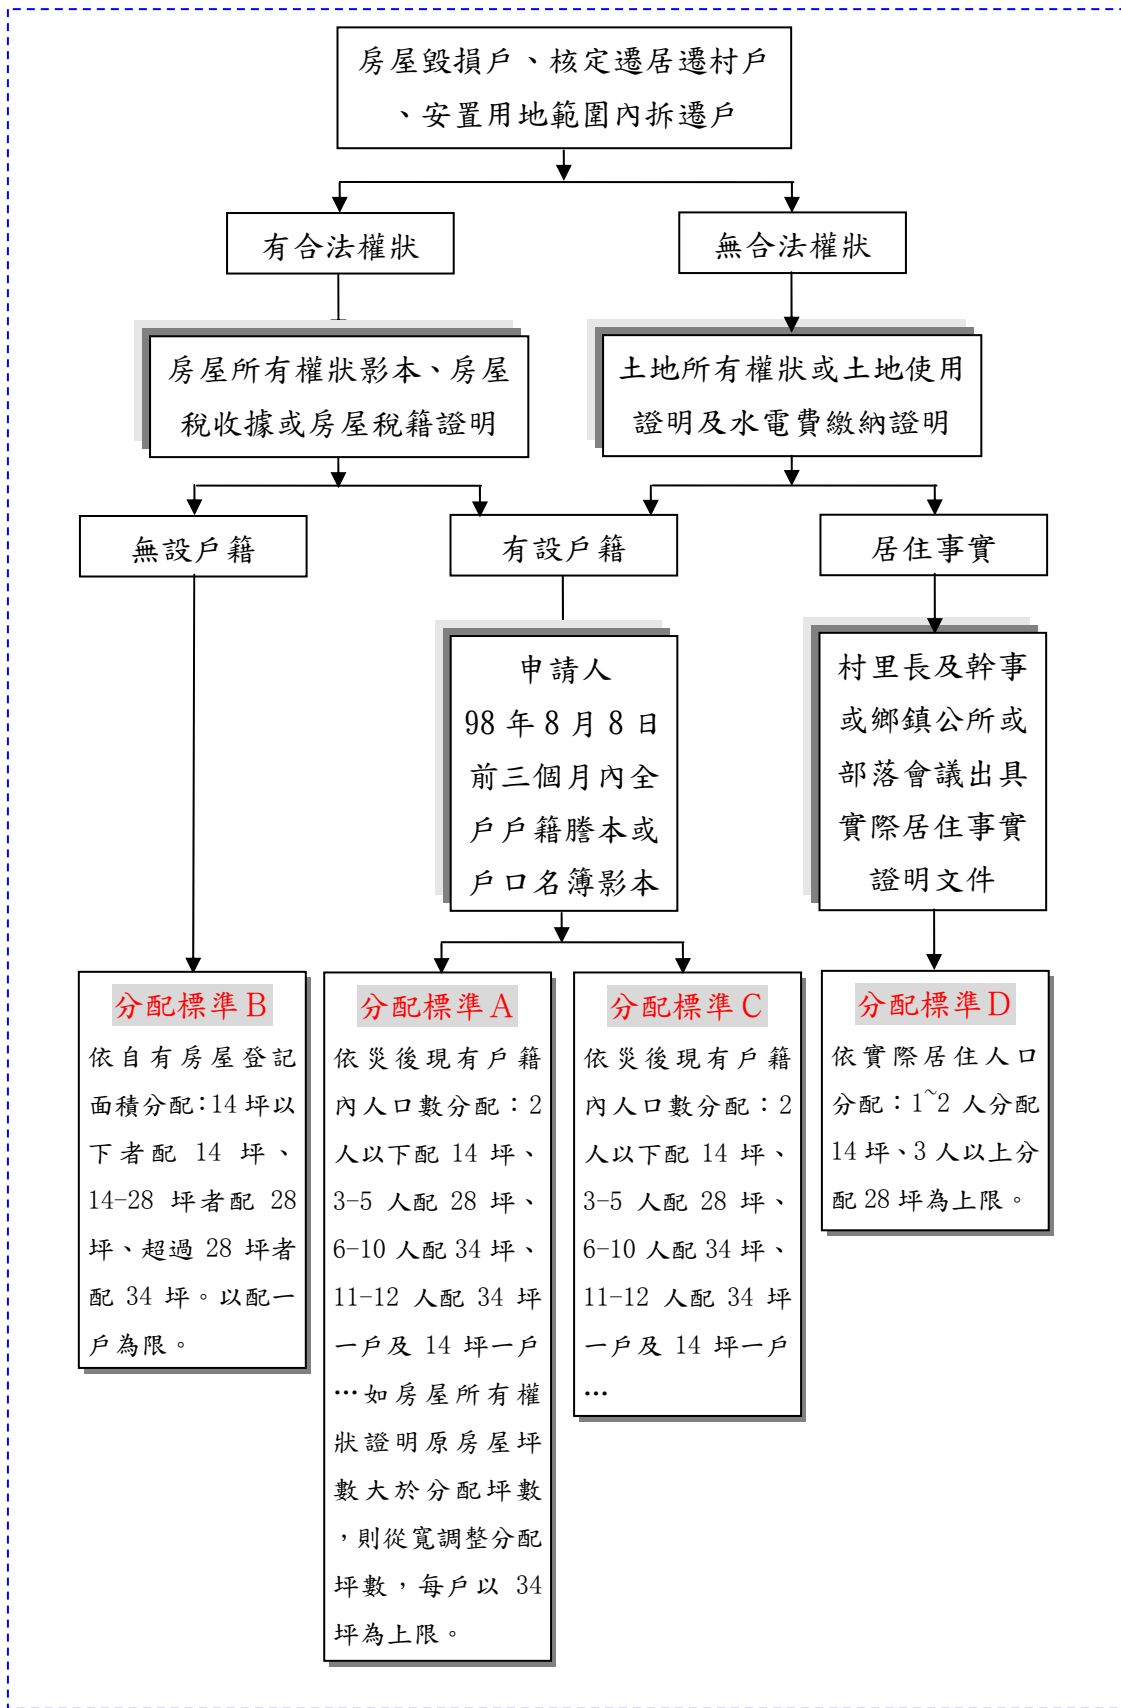 房屋毀損戶、核定遷居遷村戶
、安置用地範圍內拆遷戶
有合法權狀
無合法權狀
房屋所有權狀影本、房屋
稅收據或房屋稅籍證明
土地所有權狀或土地使用
證明及水電費繳納證明
無設戶籍
有設戶籍
居住事實
申請人
98年8月8日
前三個月內全
戶戶籍謄本或
戶口名簿影本
村里長及幹事
或鄉鎮公所或
部落會議出具
實際居住事實
證明文件
分配標準B
依自有房屋登記
面積分配:14坪以
下者配 14 坪、
14-28 坪者配 28
坪、超過 28 坪者
配 34 坪。以配一
戶為限。
分配標準A
依災後現有戶籍
內人口數分配：2
人以下配 14 坪、
3-5 人配 28 坪、
6-10 人配 34 坪、
11-12 人配 34 坪
一戶及 14 坪一戶
…如房屋所有權
狀證明原房屋坪
數大於分配坪數
，則從寬調整分配
坪數，每戶以 34
坪為上限。
分配標準C
依災後現有戶籍
內人口數分配：2
人以下配 14 坪、
3-5 人配 28 坪、
6-10 人配 34 坪、
11-12 人配 34 坪
一戶及 14 坪一戶
…
分配標準D
依實際居住人口
分配：1~2 人分配
14坪、3人以上分
配28坪為上限。